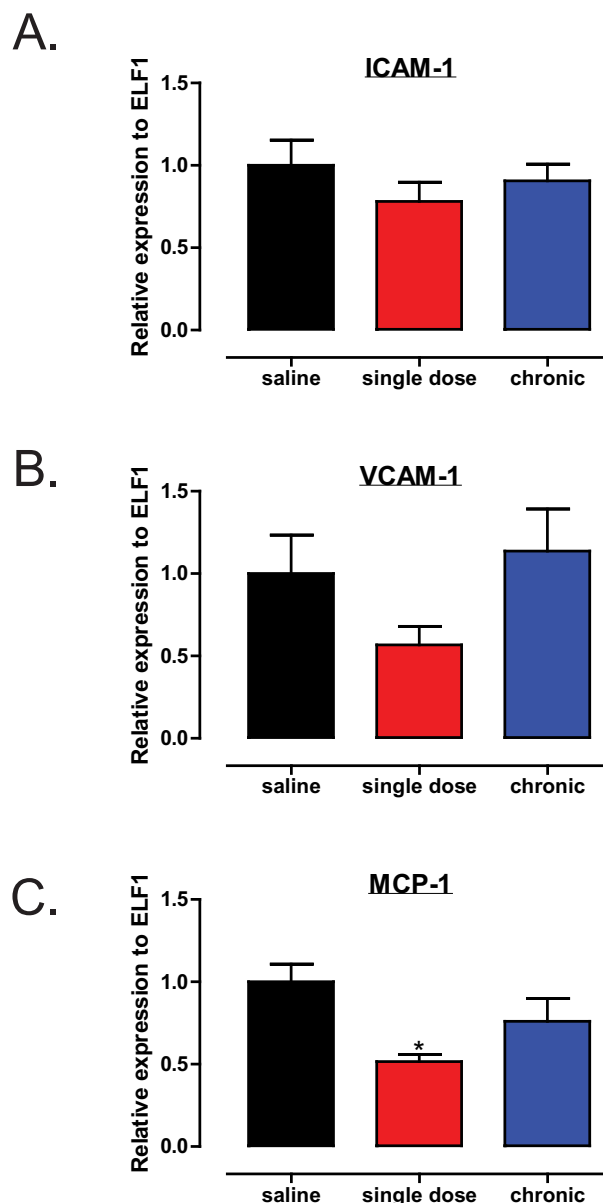 A.
ICAM-1
Relative expression to ELF1
1.5
1.0
0.5
0.0
saline single dose chronic
B.
VCAM-1
Relative expression to ELF1
1.5
1.0
0.5
0.0
saline single dose chronic
C.
MCP-1
Relative expression to ELF1
1.5
1.0
0.5
0.0
*
saline single dose chronic